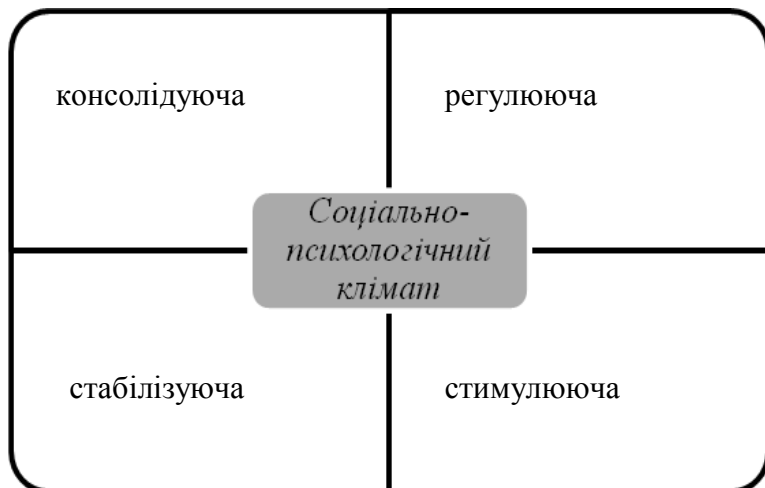 консолідуюча
регулююча
Соціально-
психологічний
клімат
стабілізуюча
стимулююча